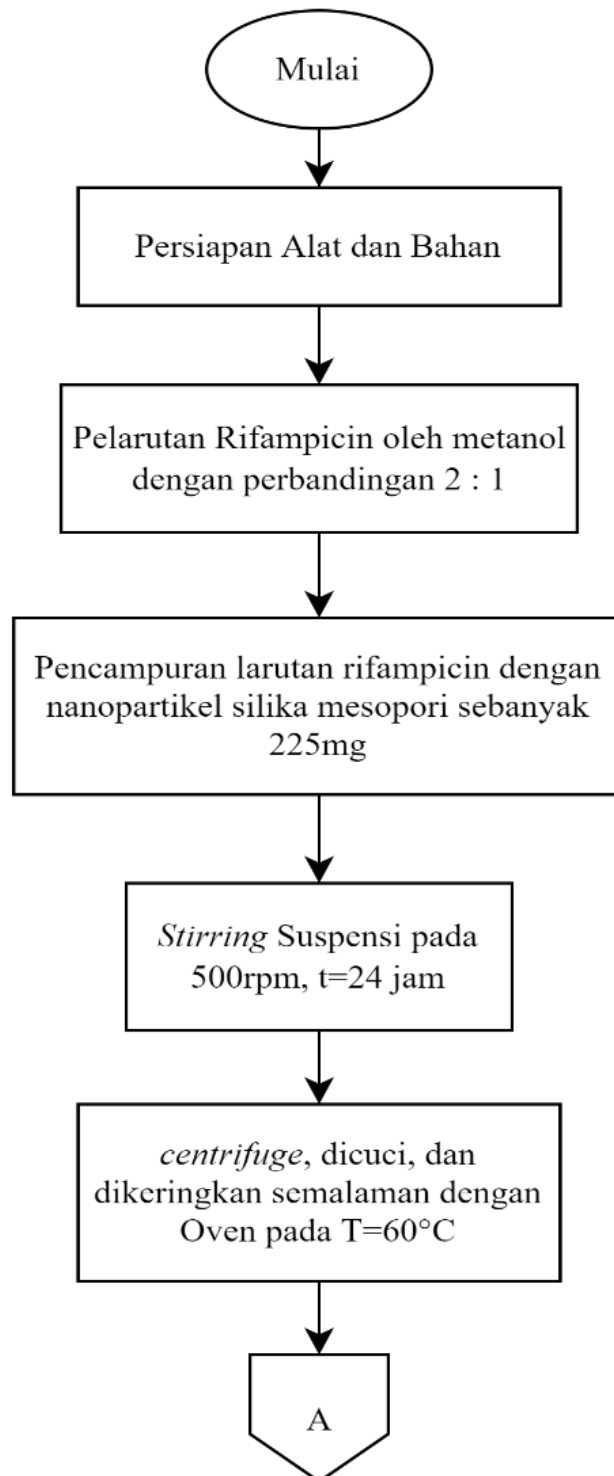 Mulai
Persiapan Alat dan Bahan
Pelarutan Rifampicin oleh metanol
dengan perbandingan 2 : 1
Pencampuran larutan rifampicin dengan
nanopartikel silika mesopori sebanyak
225mg
Stirring Suspensi pada
500rpm, t=24 jam
centrifuge, dicuci, dan
dikeringkan semalaman dengan
Oven pada T=60°C
A